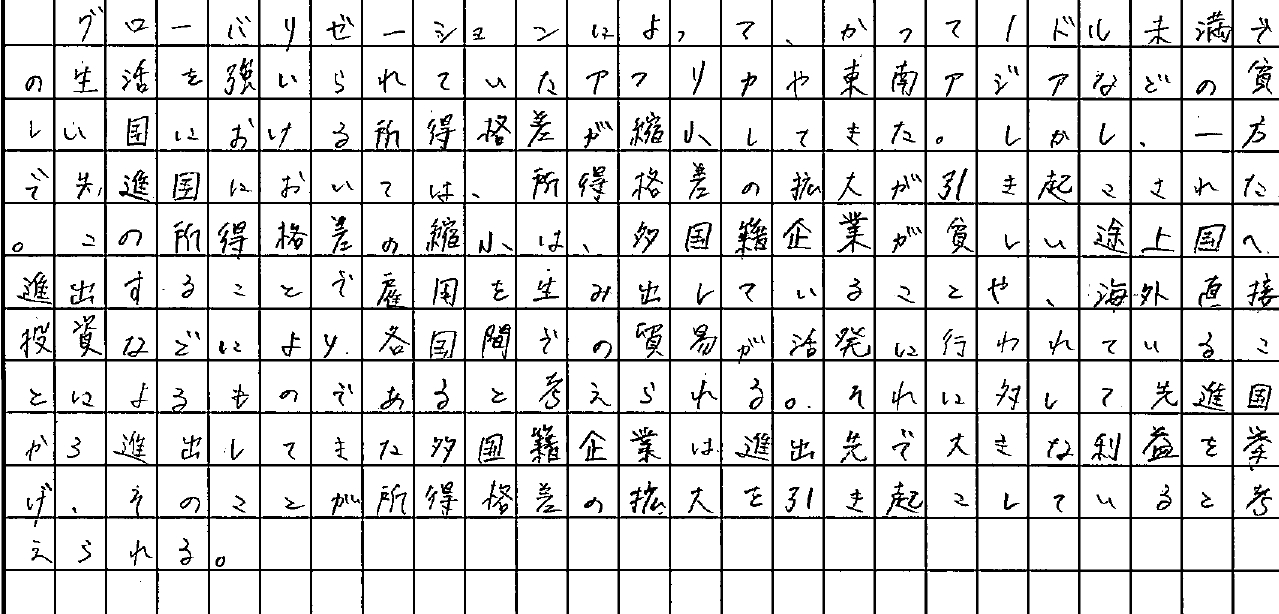 グローバリゼーションによって、かつて1ドル未満で
の生活を強いられていたアフリカや東南アジアなどの貧
しい国における所得格差が縮小してきた。しかし、一方
で先進国においては、所得格差の拡大が引き起こされた
。この所得格差の縮小は、多国籍企業が貧しい途上国へ
進出することで雇用を生み出していることや、海外直接
投資などにより、各国間での貿易が活発に行われているこ
とによるものであると考えられる。それに対して先進国
から進出してきた多国籍企業は進出先で大きな利益を挙
げ、そのことが所得格差の拡大を引き起こしていると考
えられる。